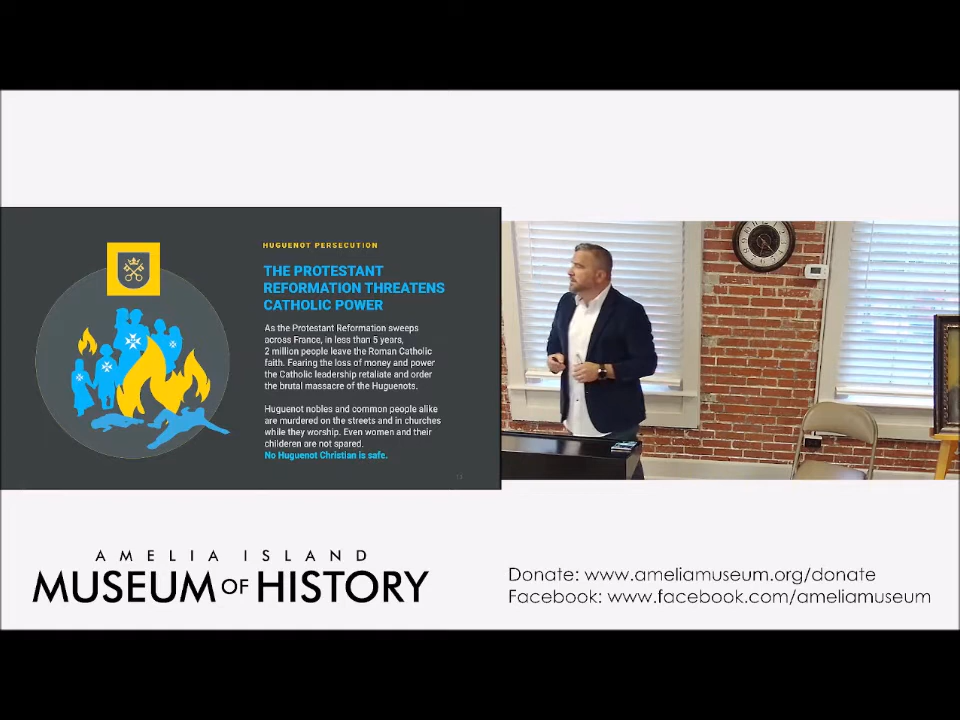 HUGUENOT PERSECUTION
THE PROTESTANT
REFORMATION THREATENS
CATHOLIC POWER
As the Protestant Reformation sweeps
across France, in less than 5 years,
2 million people leave the Roman Catholic
faith. Fearing the loss of money and power
the Catholic leadership retaliate and order
the brutal massacre of the Huguenots.
Huguenot nobles and common people alike
are murdered on the streets and in churches
while they worship. Even women and their
childeren are not spared.
No Huguenot Christian is safe.
AMELIA ISLAND
MUSEUM OF HISTORY
Donate: www.ameliamuseum.org/donate
Facebook: www.facebook.com/ameliamuseum